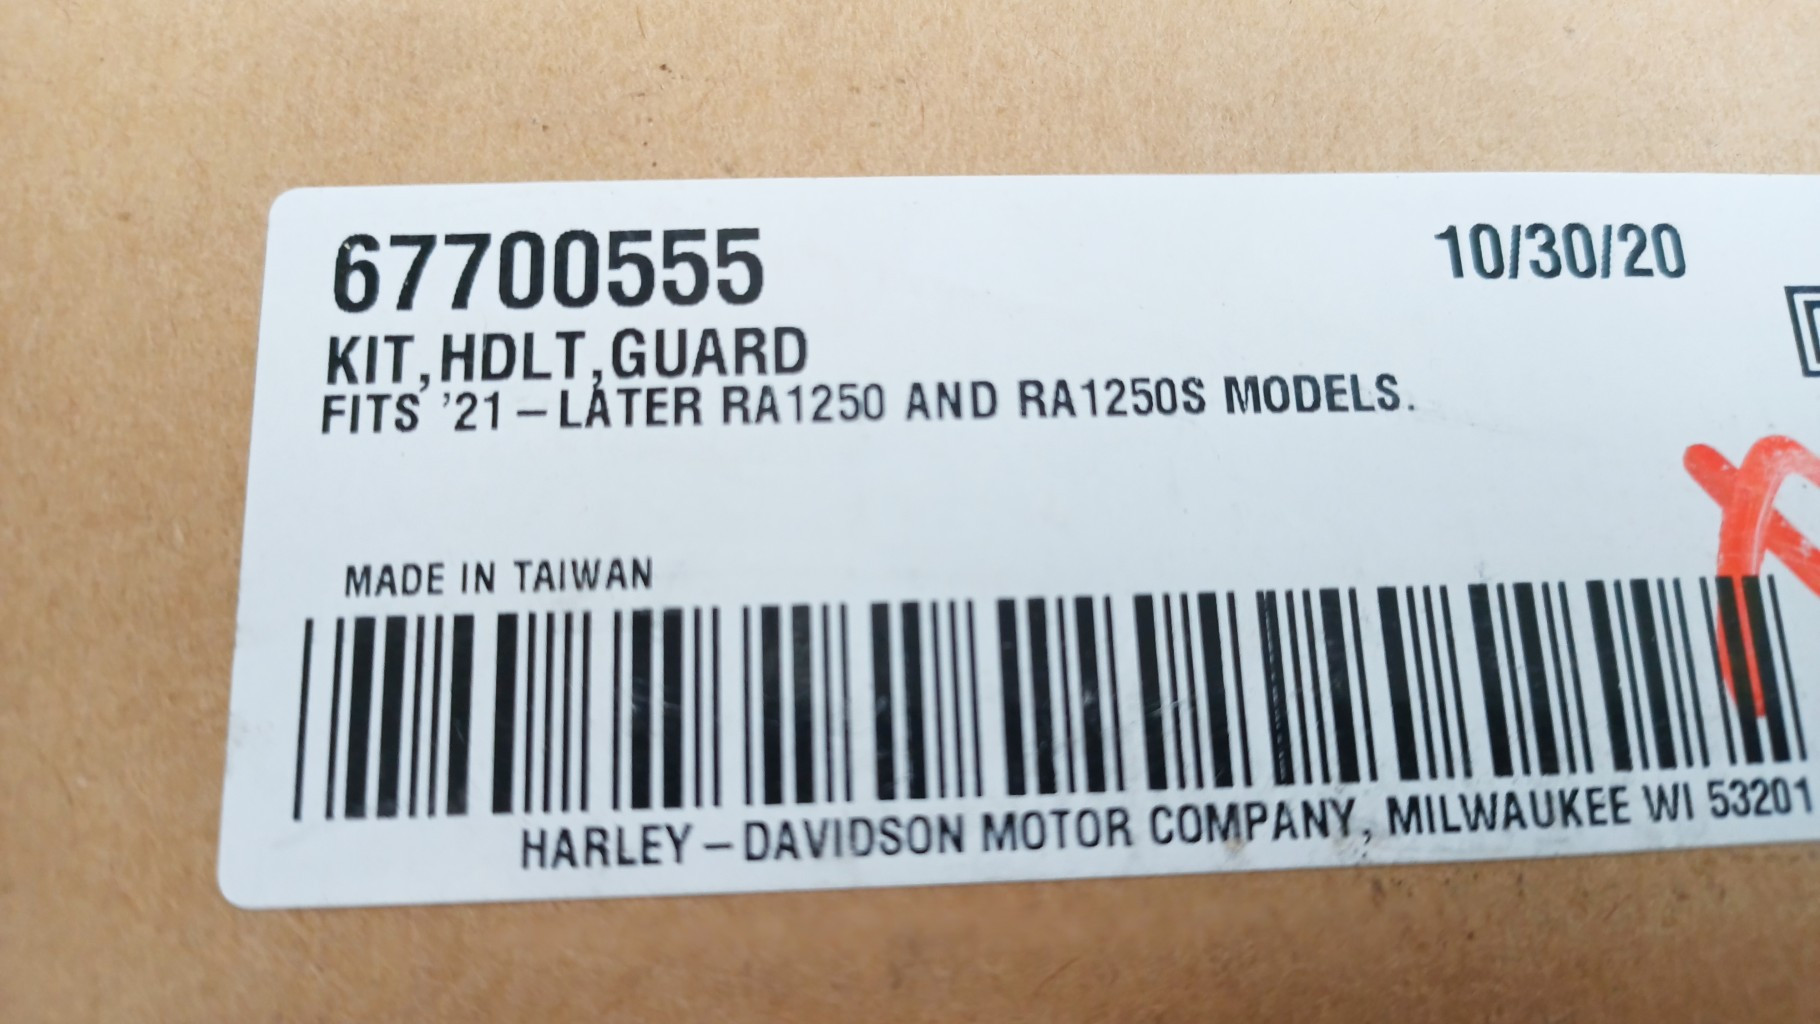 67700555
10/30/20
KIT,HDLT,GUARD
FITS '21–LATER RA1250 AND RA1250S MODELS.
MADE IN TAIWAN
HARLEY–DAVIDSON MOTOR COMPANY, MILWAUKEE WI 53201